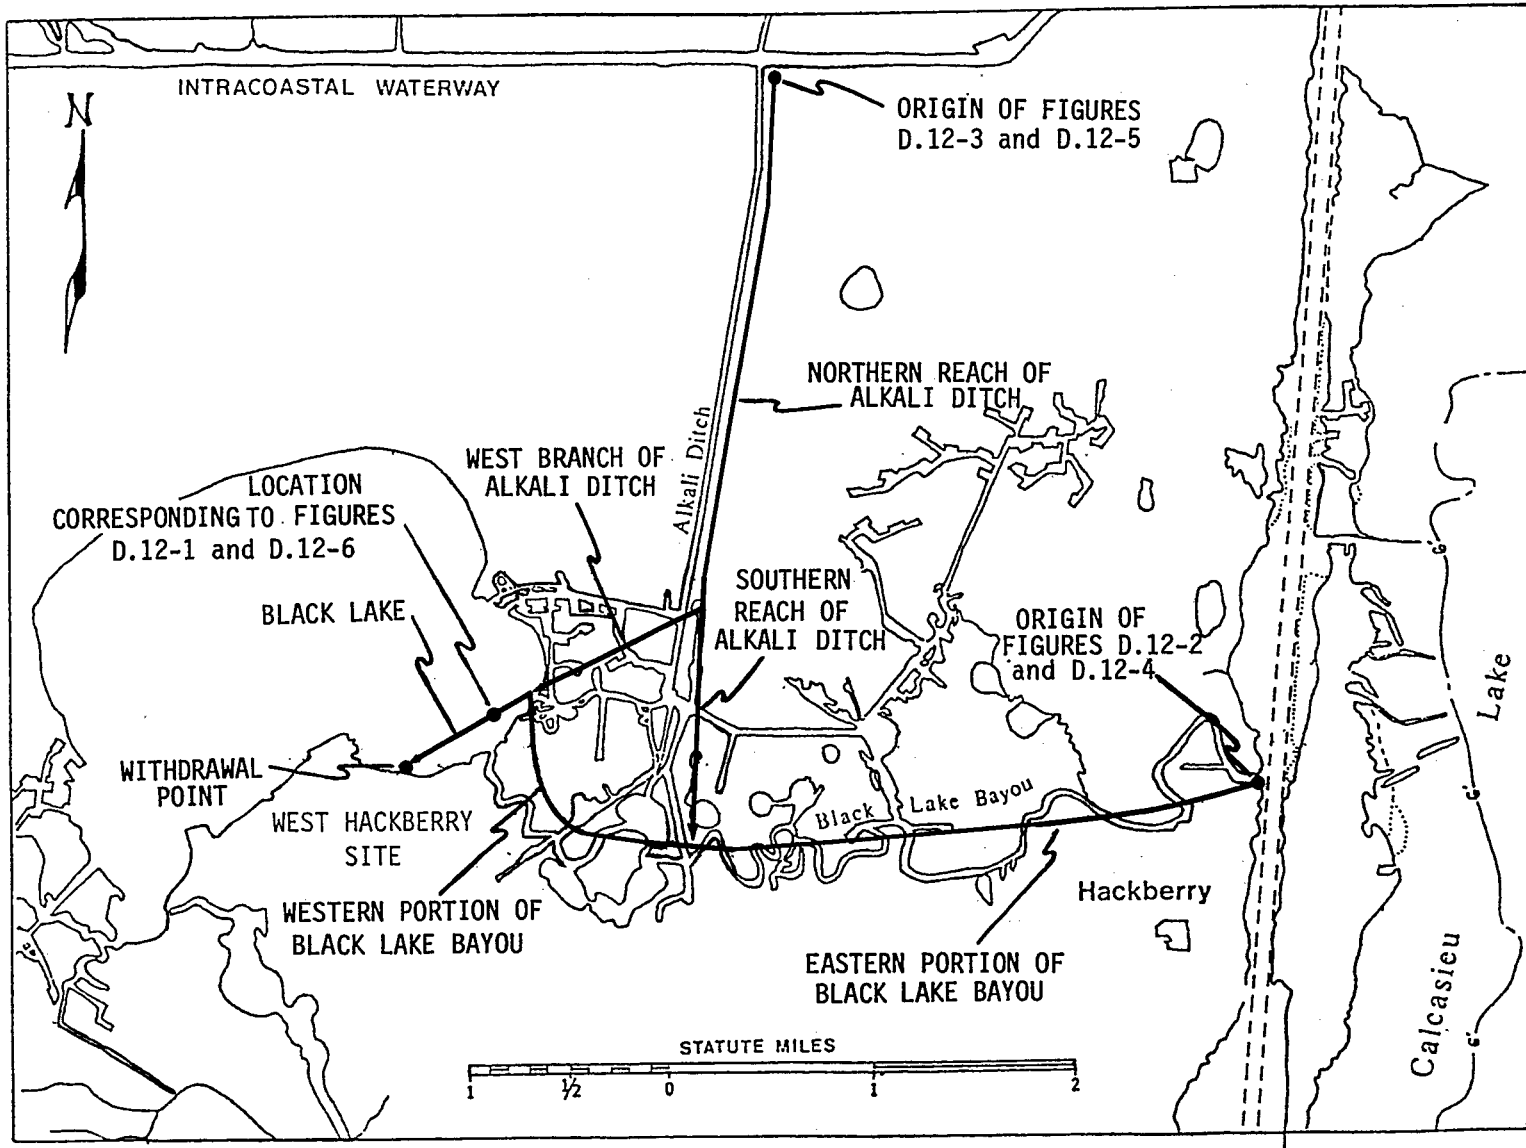 INTRACOASTAL WATERWAY
N
ORIGIN OF FIGURES
D.12-3 and D.12-5
NORTHERN REACH OF
ALKALI DITCH
Alkali Ditch
WEST BRANCH OF
ALKALI DITCH
LOCATION
CORRESPONDING TO FIGURES
D.12-1 and D.12-6
BLACK LAKE
SOUTHERN
REACH OF
ALKALI DITCH
ORIGIN OF
FIGURES D.12-2
and D.12-4
6'
Lake
WITHDRAWAL
POINT
6'
Black Lake Bayou
WEST HACKBERRY
SITE
Hackberry
WESTERN PORTION OF
BLACK LAKE BAYOU
EASTERN PORTION OF
BLACK LAKE BAYOU
Calcasieu
6'
STATUTE MILES
1 1/2 0 1 2